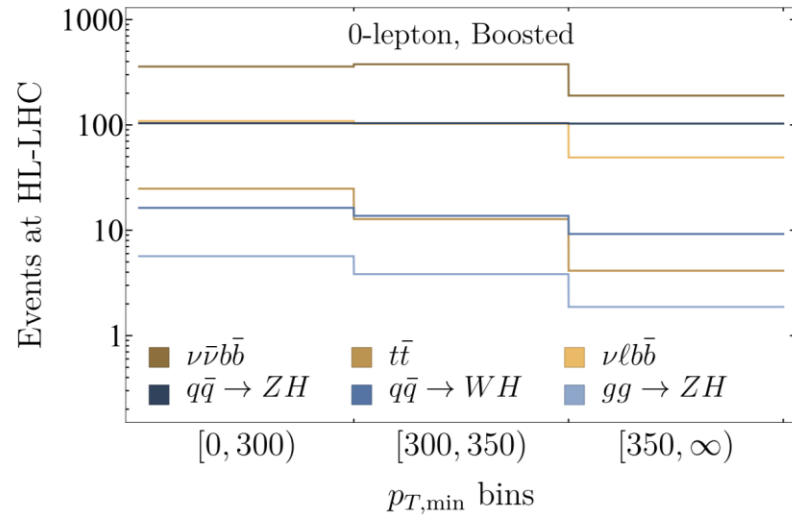 0-lepton, Boosted
Events at HL-LHC
1000
100
10
1
νν̄bb̄
tt̄
νℓbb̄
qq̄ → ZH
qq̄ → WH
gg → ZH
[0, 300)
[300, 350)
[350, ∞)
p_{T,min} bins